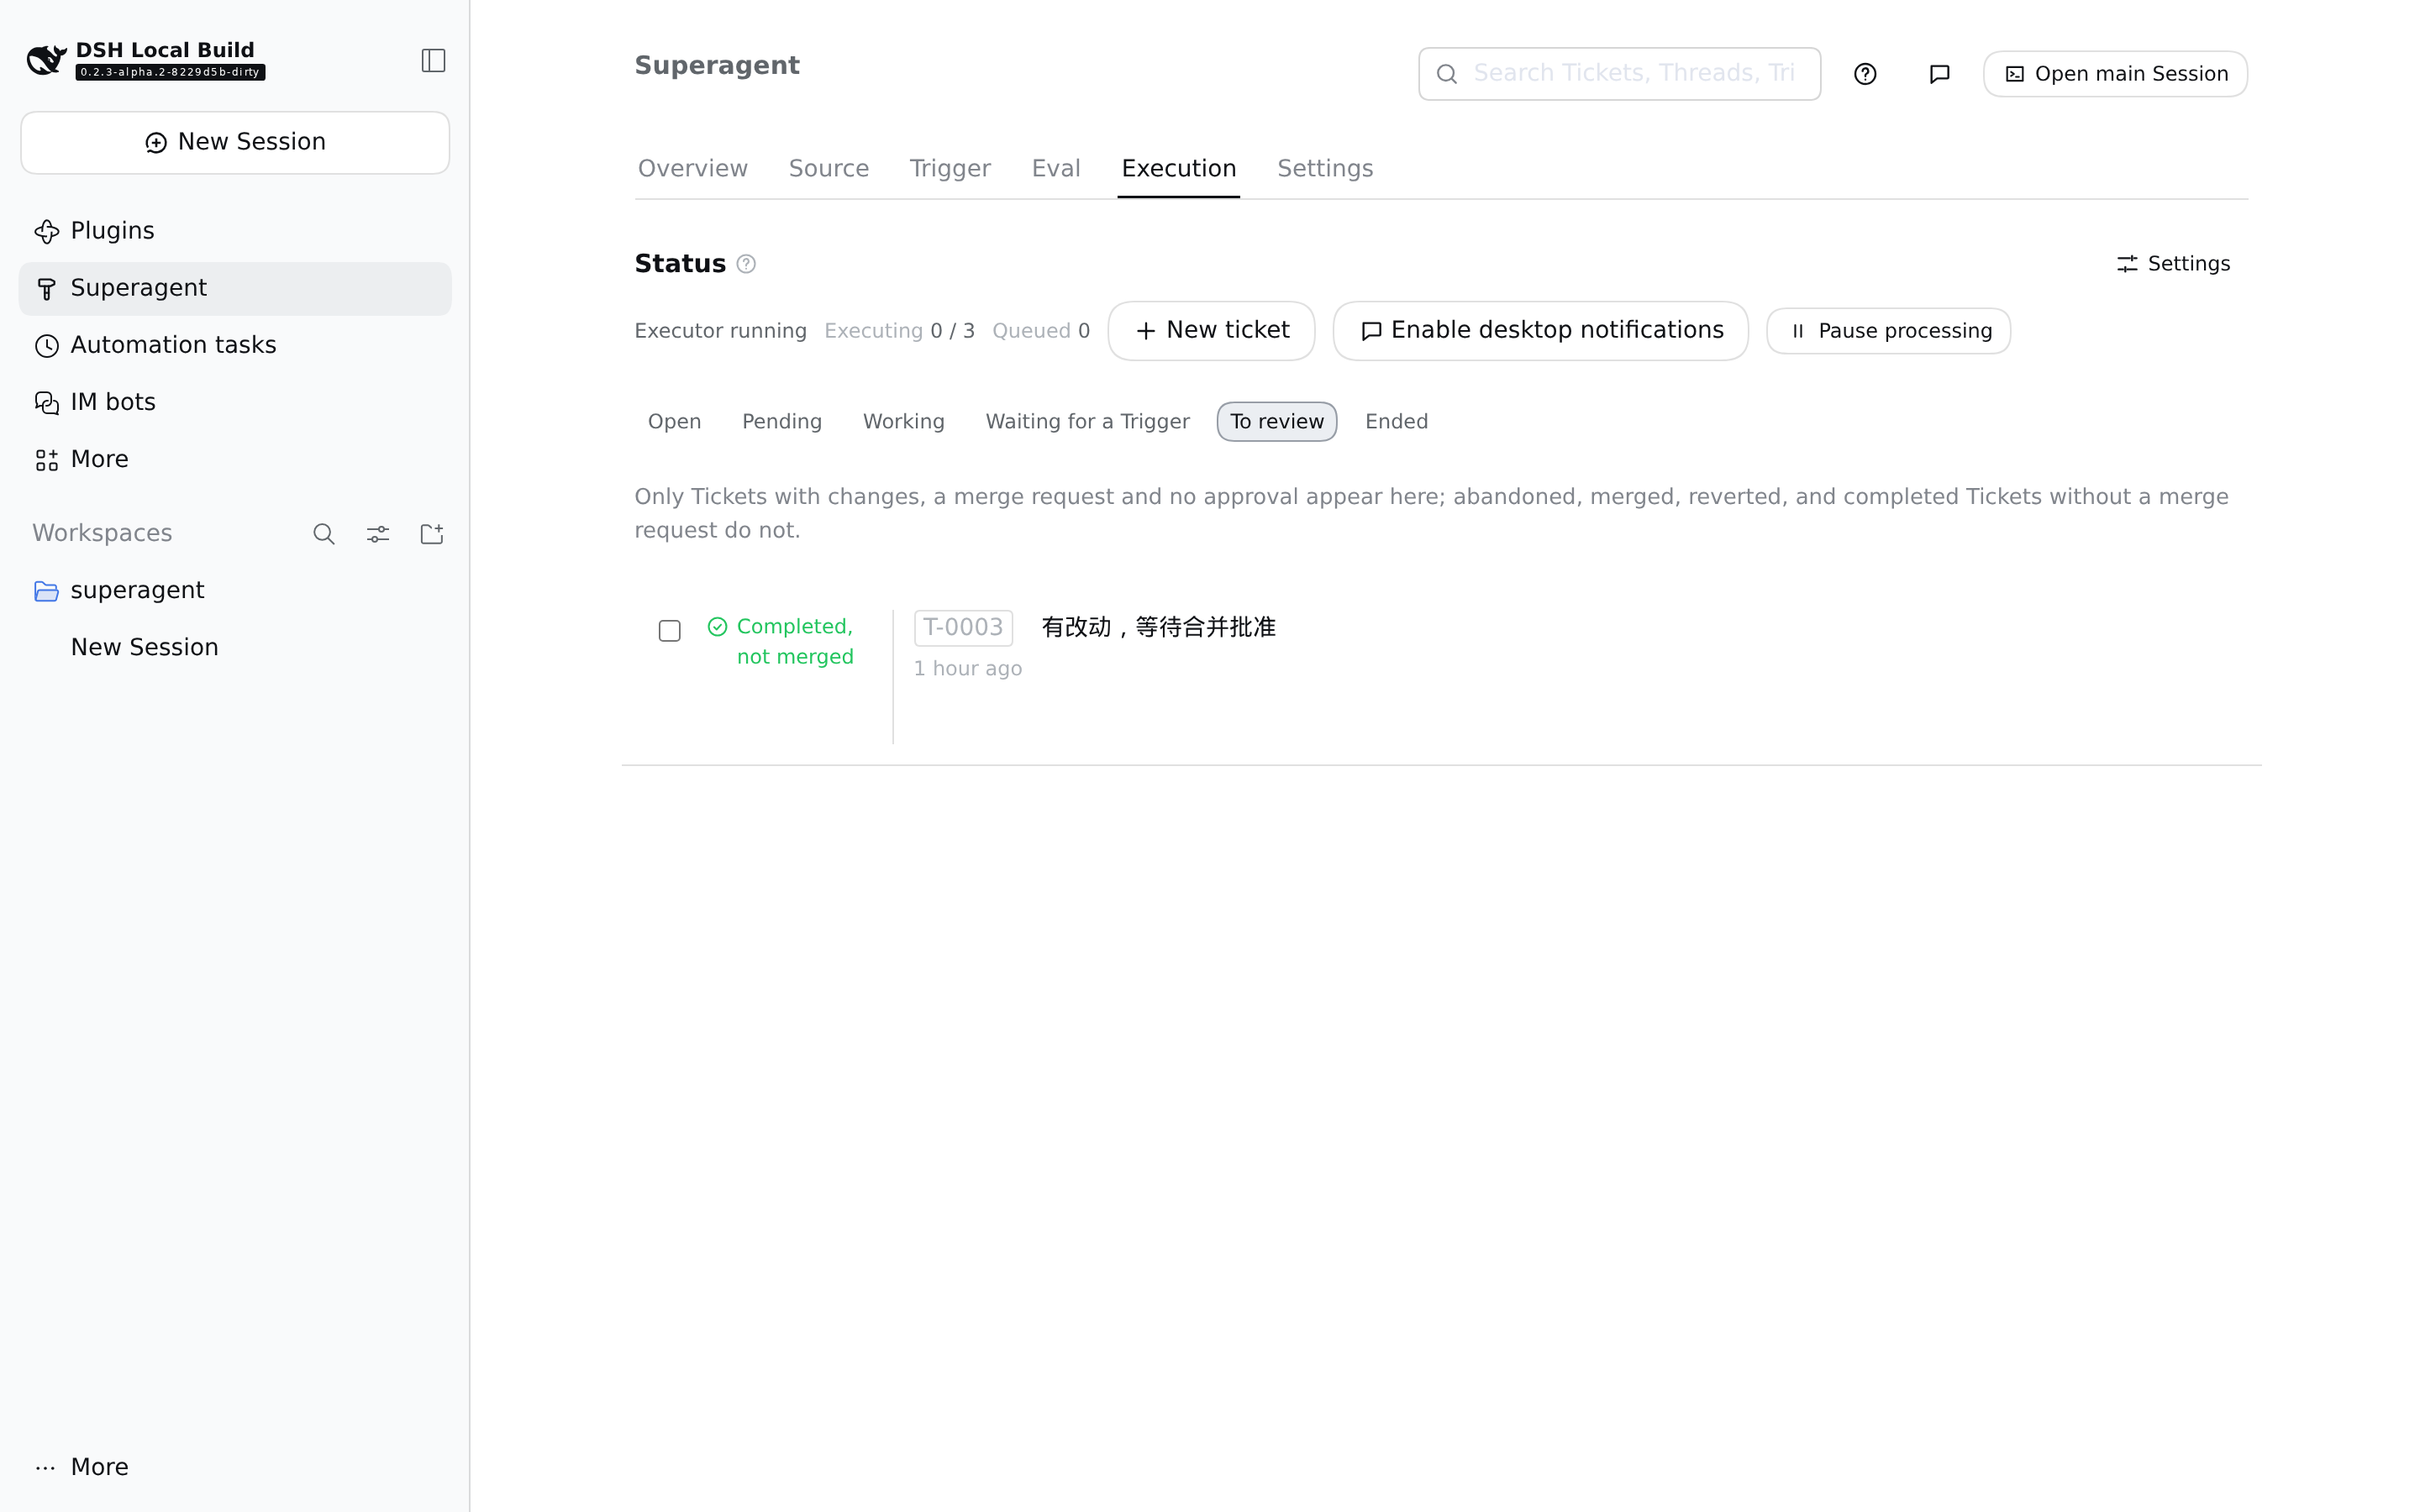 DSH Local Build
0.2.3-alpha.2-8229d5b-dirty
New Session
Plugins
Superagent
Automation tasks
IM bots
More
Workspaces
superagent
New Session
More
Superagent
Search Tickets, Threads, Tri
Open main Session
Overview Source Trigger Eval Execution Settings
Status
Settings
Executor running Executing 0 / 3 Queued 0 New ticket Enable desktop notifications Pause processing
Open Pending Working Waiting for a Trigger To review Ended
Only Tickets with changes, a merge request and no approval appear here; abandoned, merged, reverted, and completed Tickets without a merge
request do not.
Completed,
not merged
T-0003 有改动，等待合并批准
1 hour ago